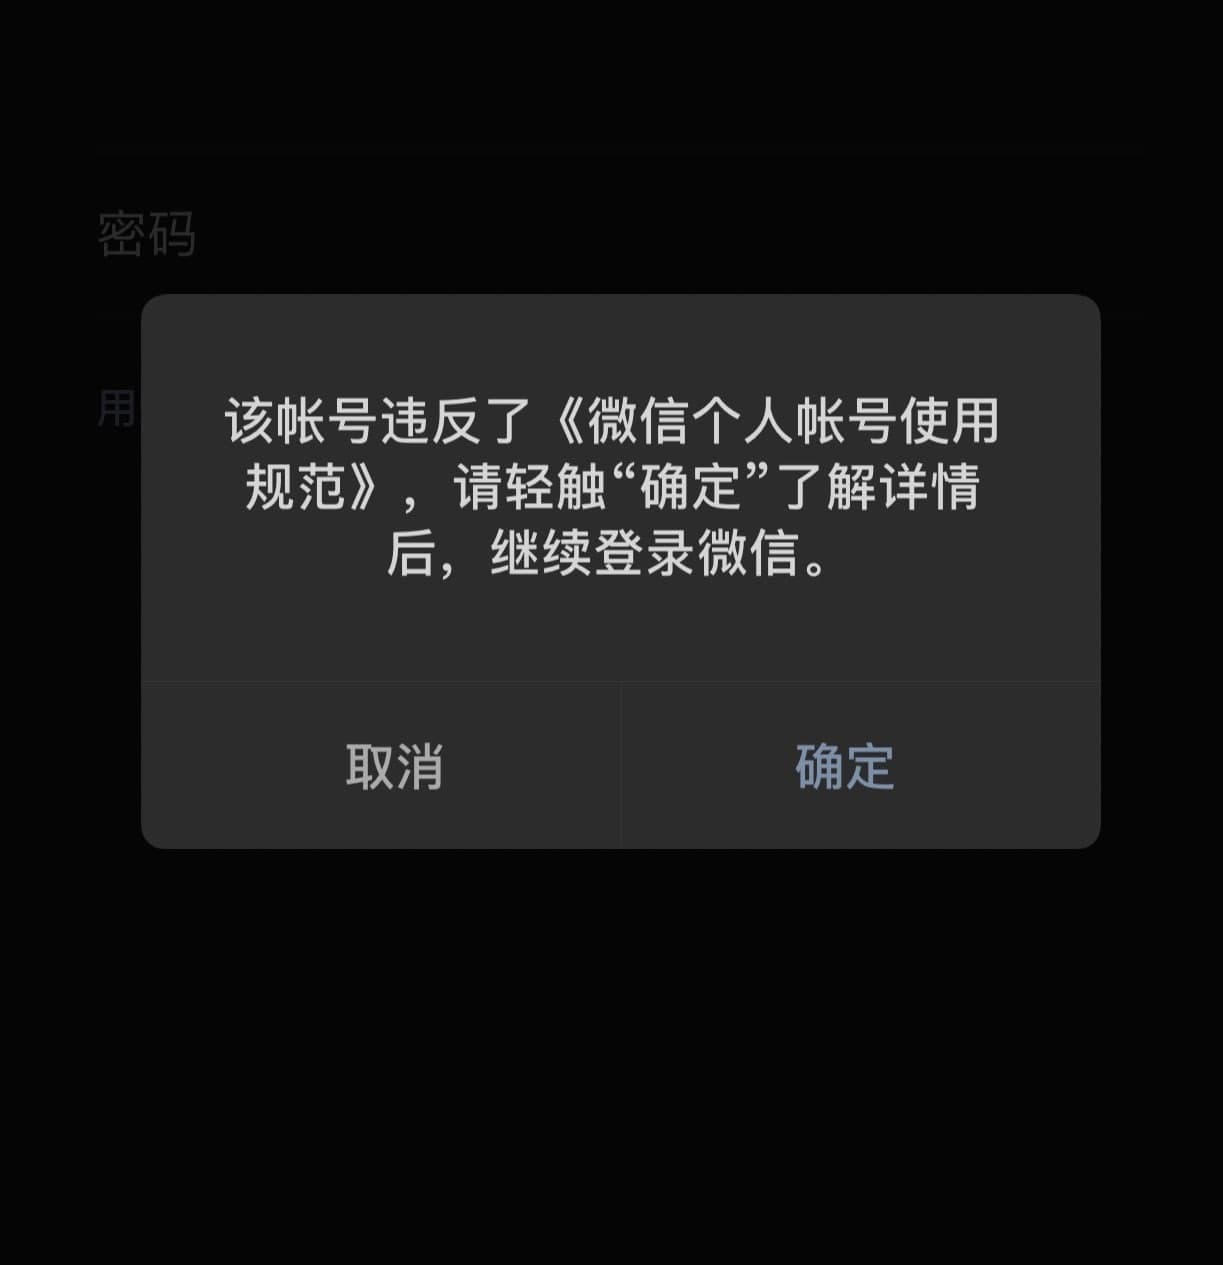 密码
用
该帐号违反了《微信个人帐号使用
规范》，请轻触“确定”了解详情
后，继续登录微信。
取消
确定